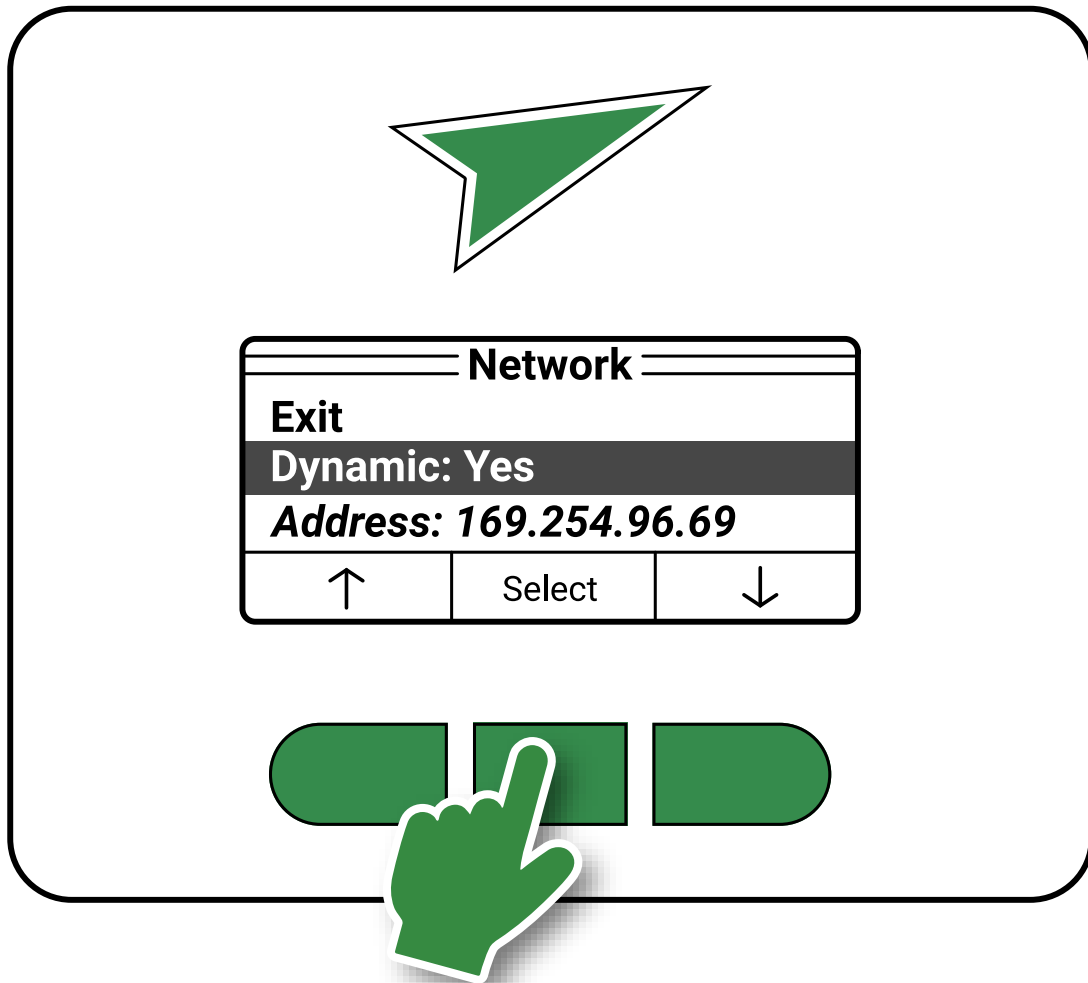 Network
Exit
Dynamic: Yes
Address: 169.254.96.69
↑ Select ↓